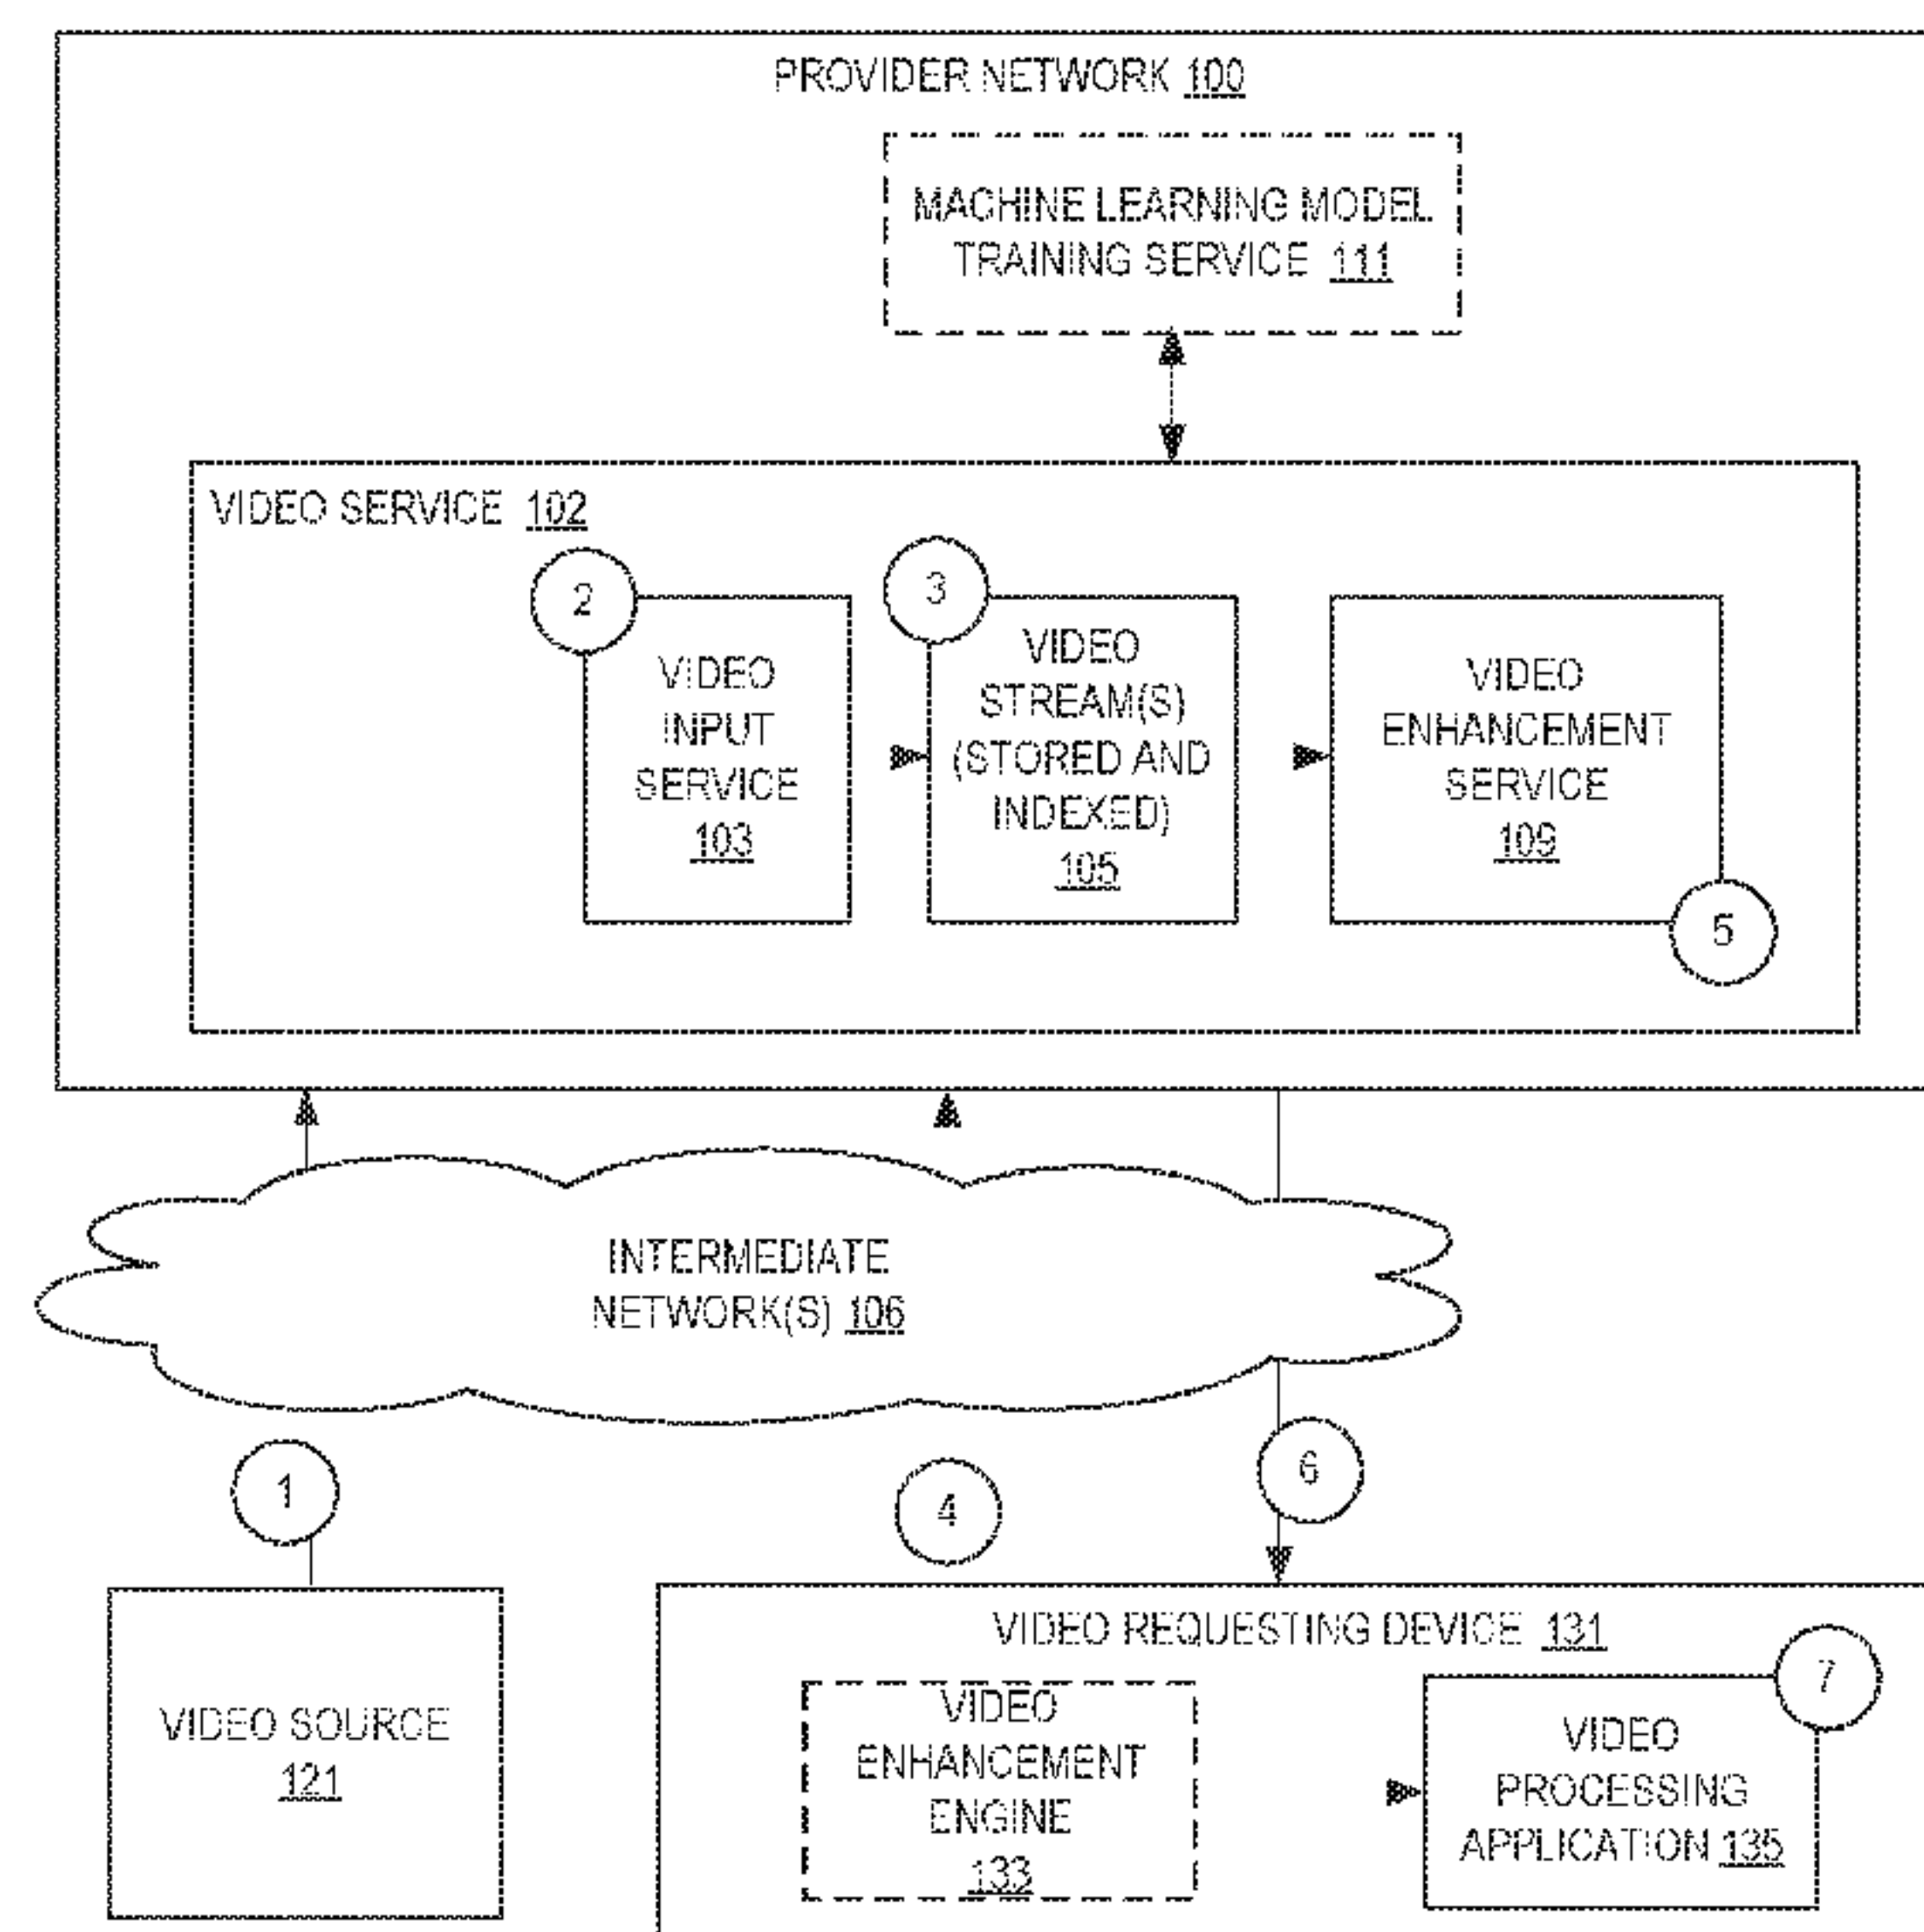 PROVIDER NETWORK 100
MACHINE LEARNING MODEL
TRAINING SERVICE 111
VIDEO SERVICE 102
2
VIDEO
INPUT
SERVICE
103
3
VIDEO
STREAM(S)
(STORED AND
INDEXED)
105
VIDEO
ENHANCEMENT
SERVICE
109
5
INTERMEDIATE
NETWORK(S) 106
1
4
6
VIDEO SOURCE
121
VIDEO REQUESTING DEVICE 131
VIDEO
ENHANCEMENT
ENGINE
133
7
VIDEO
PROCESSING
APPLICATION 135